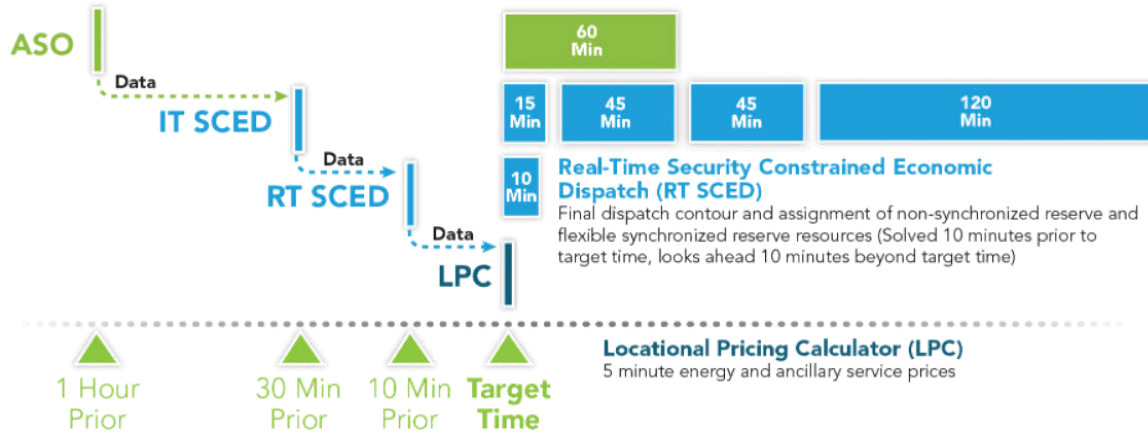 ASO
60
Min
Data
15
Min
45
Min
45
Min
120
Min
IT SCED
Data
RT SCED
10
Min
Real-Time Security Constrained Economic
Dispatch (RT SCED)
Final dispatch contour and assignment of non-synchronized reserve and
flexible synchronized reserve resources (Solved 10 minutes prior to
target time, looks ahead 10 minutes beyond target time)
Data
LPC
1 Hour
Prior
30 Min
Prior
10 Min
Prior
Target
Time
Locational Pricing Calculator (LPC)
5 minute energy and ancillary service prices